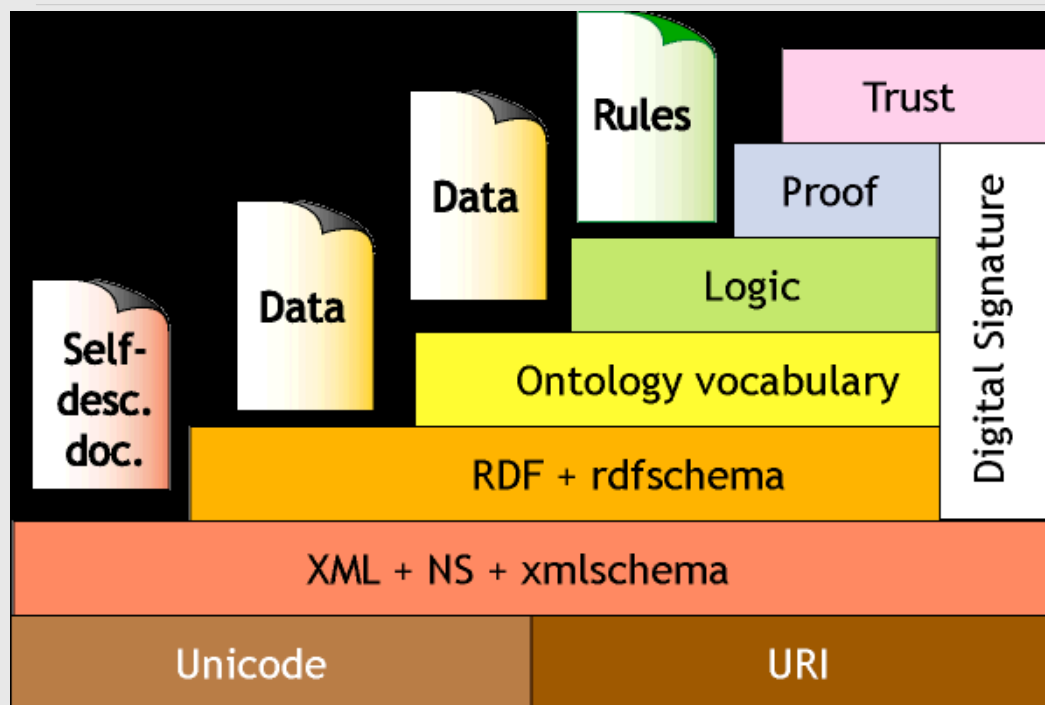 Rules
Trust
Data
Proof
Data
Logic
Self-
desc.
doc.
Ontology vocabulary
Digital Signature
RDF + rdfschema
XML + NS + xmlschema
Unicode
URI